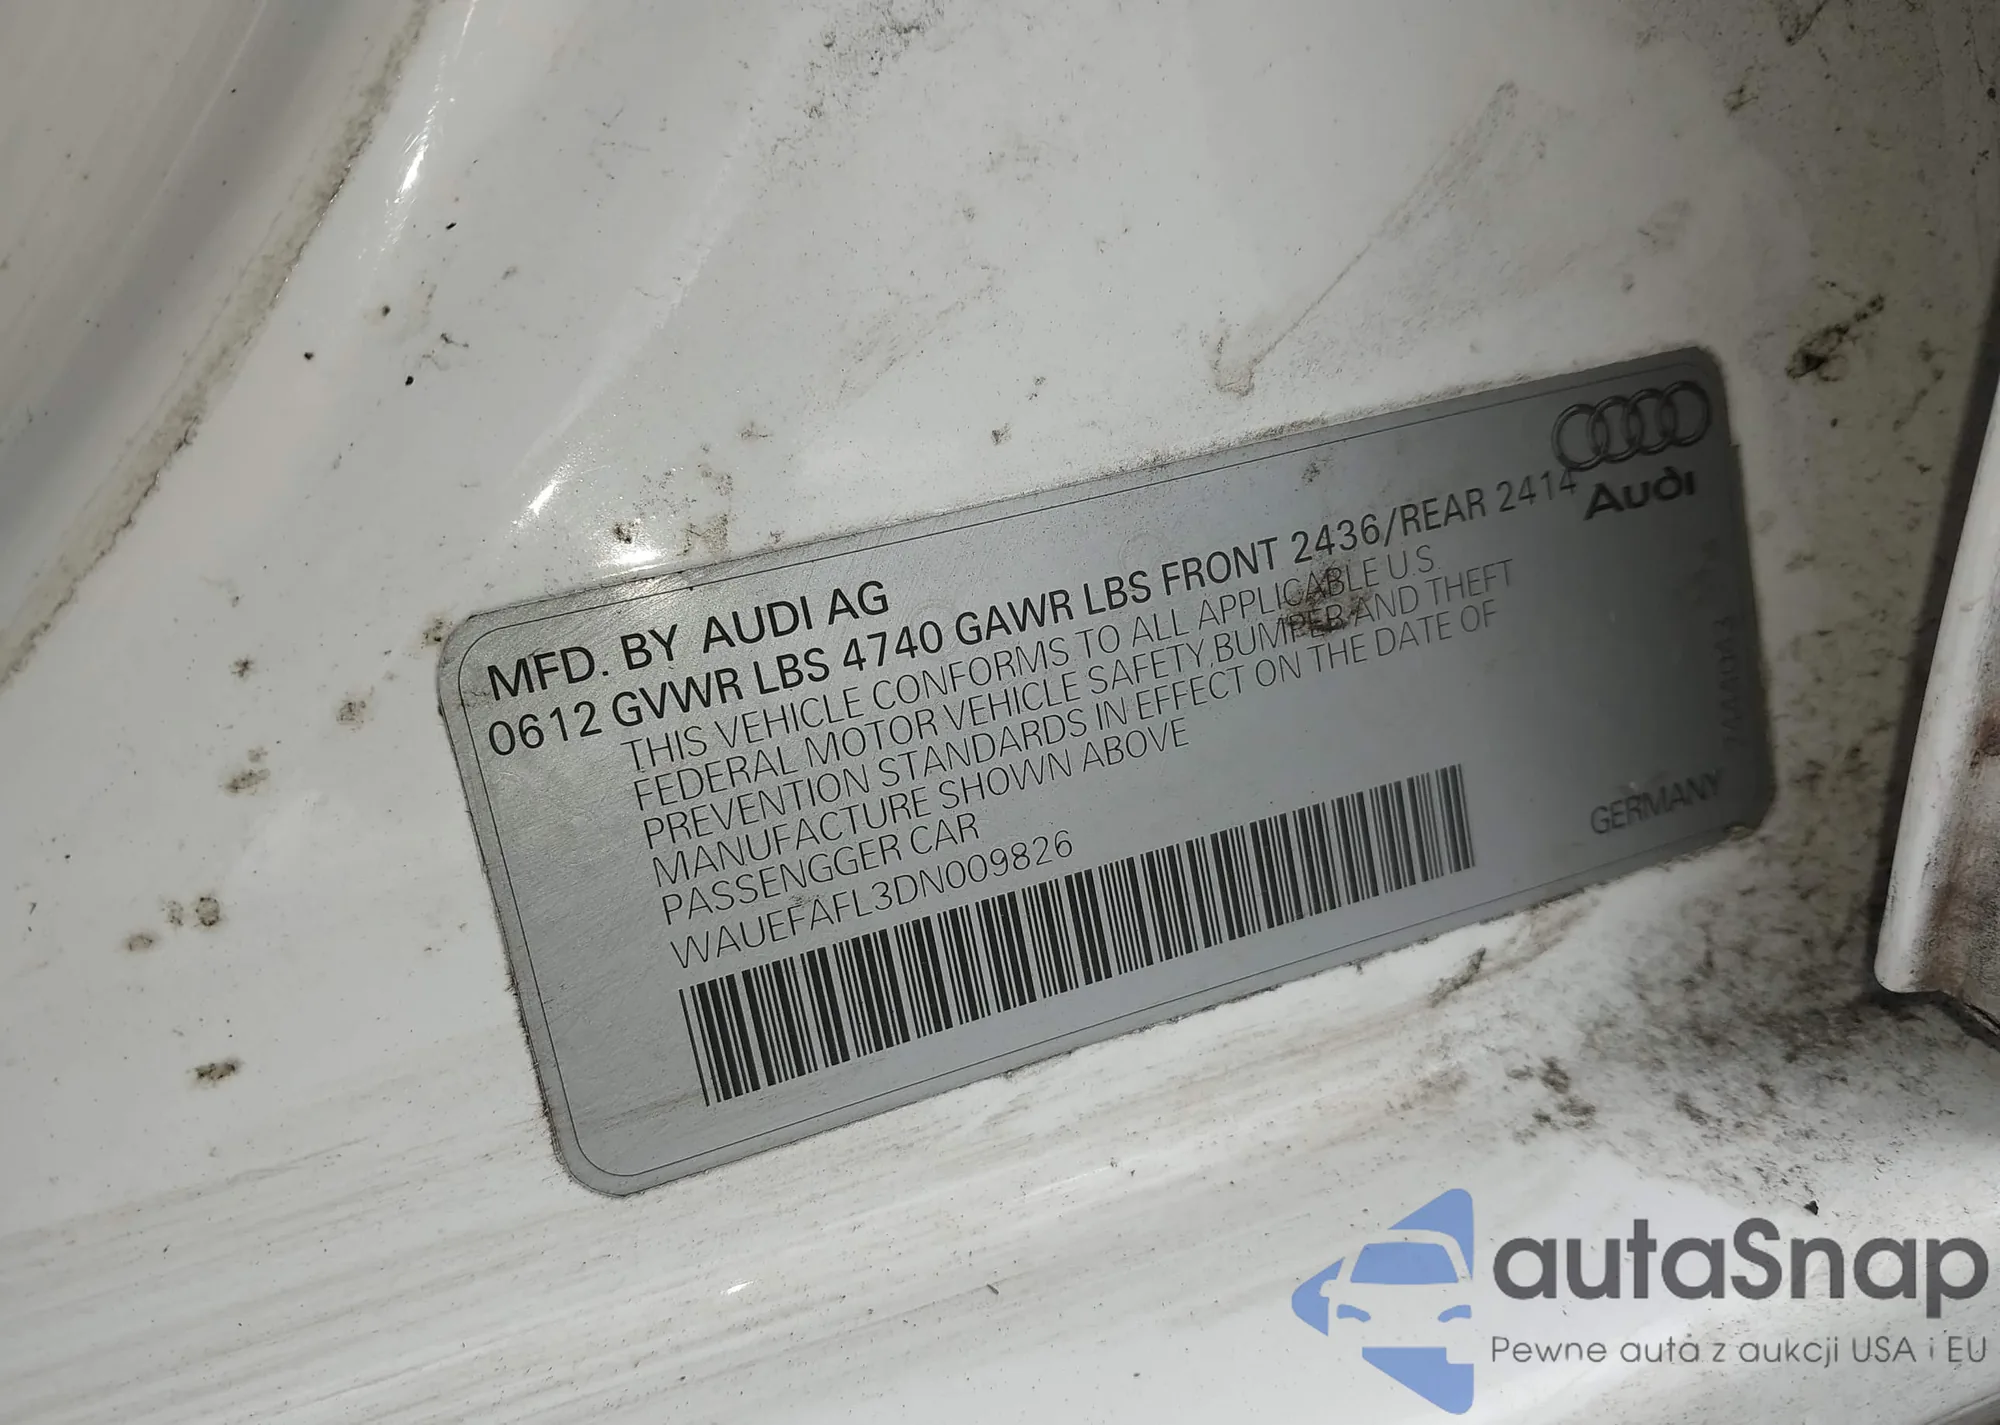 Audi
MFD. BY AUDI AG
0612 GVWR LBS 4740 GAWR LBS FRONT 2436/REAR 2414
THIS VEHICLE CONFORMS TO ALL APPLICABLE U.S
FEDERAL MOTOR VEHICLE SAFETY,BUMPER AND THEFT
PREVENTION STANDARDS IN EFFECT ON THE DATE OF
MANUFACTURE SHOWN ABOVE
PASSENGGER CAR
WAUEFAFL3DN009826
GERMANY
autaSnap
Pewne auta z aukcji USA i EU